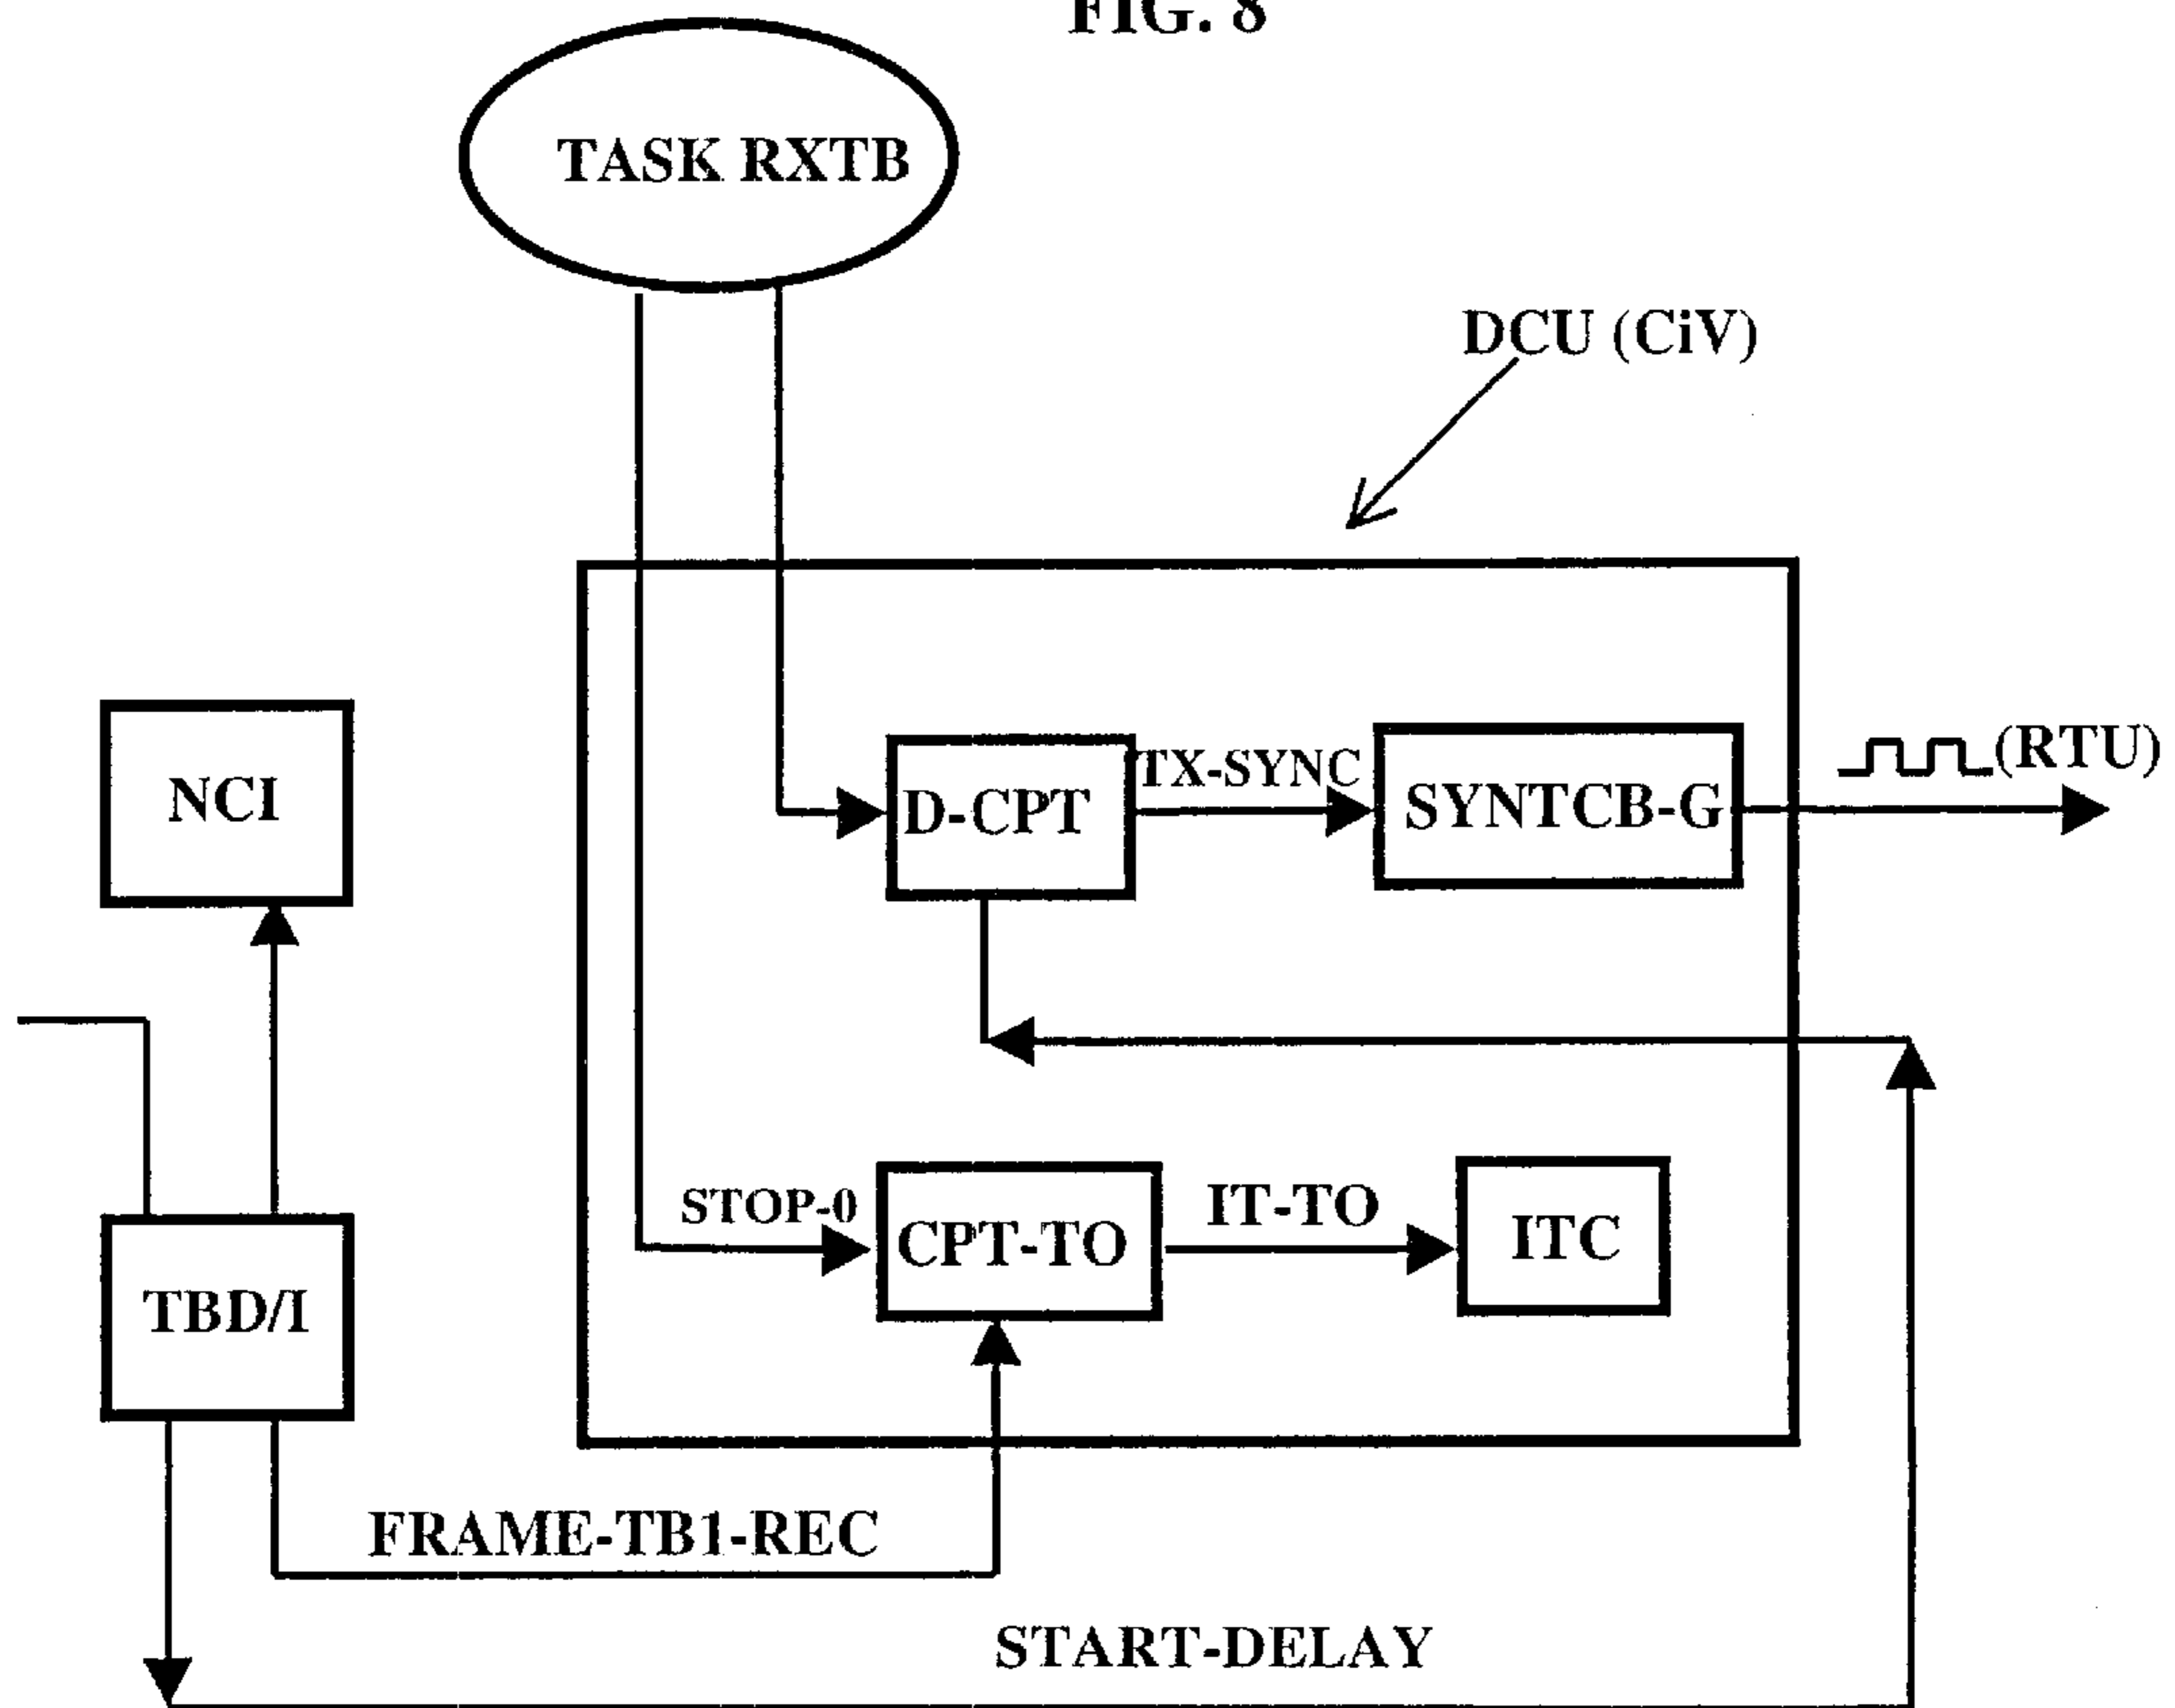 FIG. 8
TASK RXTB
DCU (CiV)
NCI
D-CPT
TX-SYNC
SYNTCB-G
(RTU)
STOP-0
CPT-TO
IT-TO
ITC
TBD/I
FRAME-TB1-REC
START-DELAY